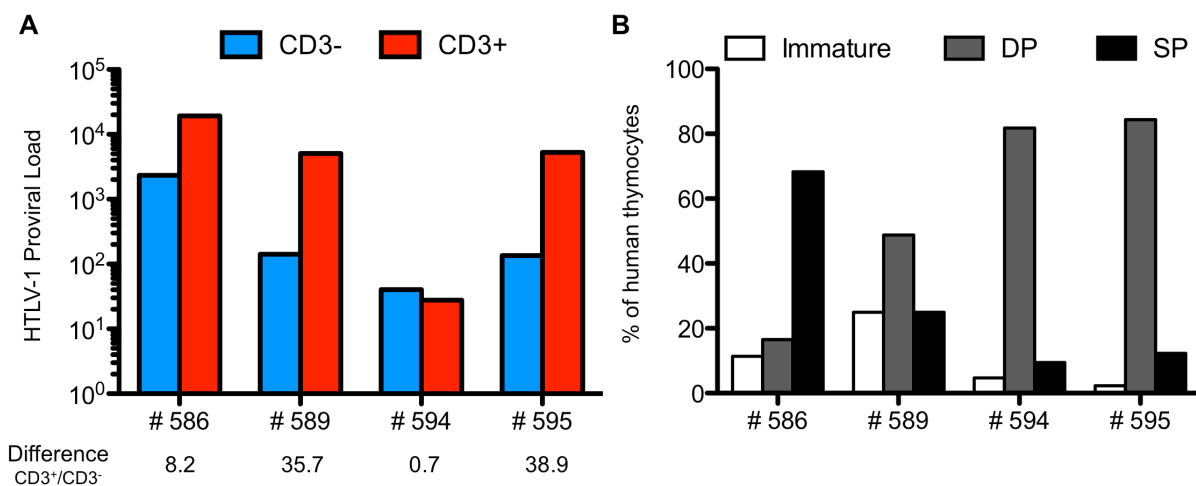 A
CD3- CD3+
HTLV-1 Proviral Load
10^5
10^4
10^3
10^2
10^1
10^0
# 586 # 589 # 594 # 595
Difference 8.2 35.7 0.7 38.9
CD3+/CD3-
B
Immature DP SP
% of human thymocytes
100
80
60
40
20
0
# 586 # 589 # 594 # 595